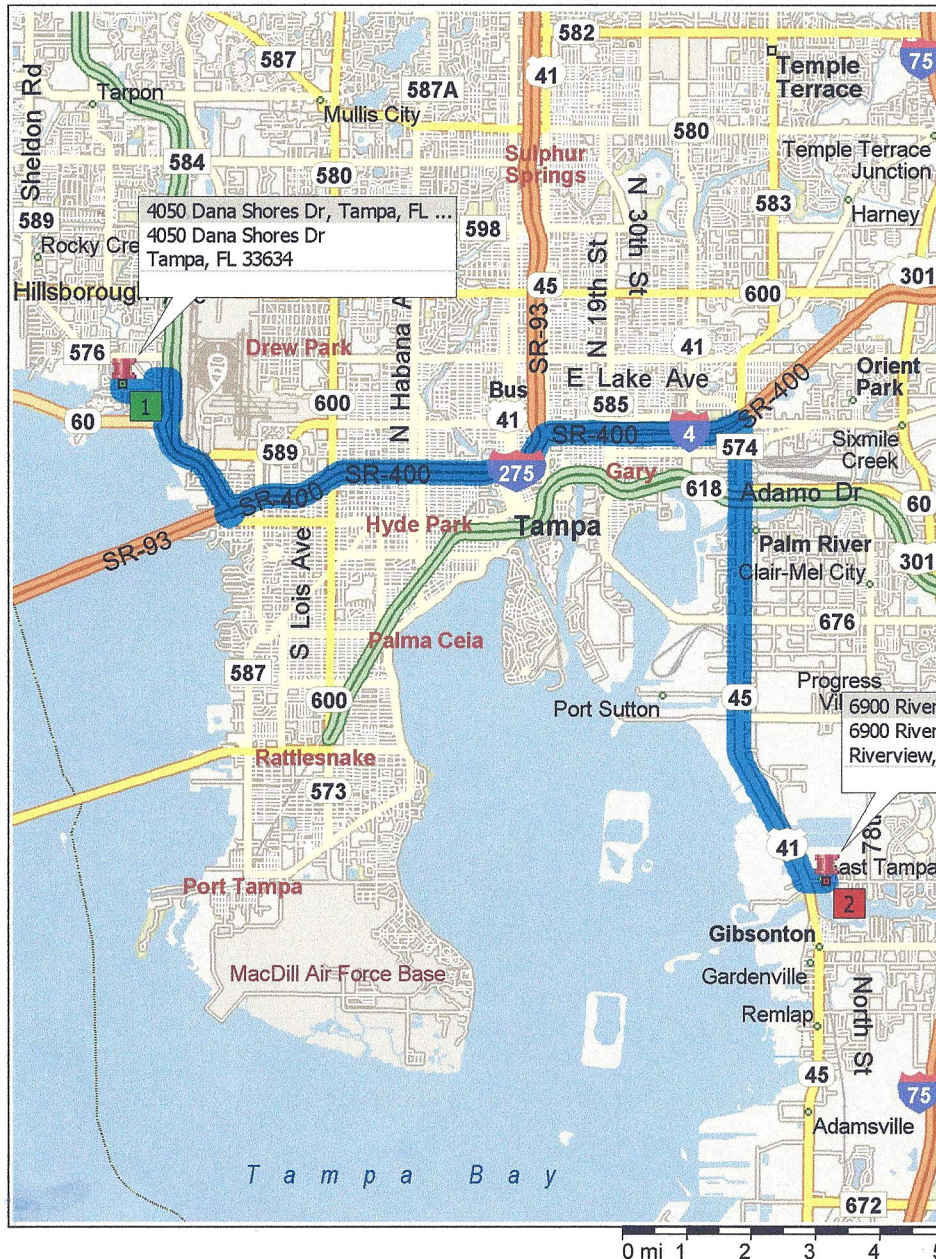 582
587
75
Sheldon Rd
41
Temple
Terrace
Tarpon
587A
Mullis City
580
584
Sulphur
Springs
Temple Terrace
Junction
580
N 30th St
583
4050 Dana Shores Dr, Tampa, FL ...
4050 Dana Shores Dr
Tampa, FL 33634
589
598
Harney
Rocky Cre
N 19th St
301
45
600
Hillsborough
SR-93
576
Drew Park
N Habana A
41
Orient
Park
Bus
E Lake Ave
1
600
41
585
SR-400
60
SR-400
4
574
Sixmile
Creek
589
SR-400
275
Gary
618
Adamo Dr
SR-400
60
Hyde Park
Tampa
SR-93
Palm River
301
Clair-Mel City
S Lois Ave
676
Palma Ceia
587
600
45
Progress
Port Sutton
6900 River
6900 River
Riverview,
Rattlesnake
573
41
ast Tampa
Port Tampa
2
Gibsonton
MacDill Air Force Base
Gardenville
North St
Remlap
45
75
Adamsville
Tampa Bay
672
0 mi 1 2 3 4